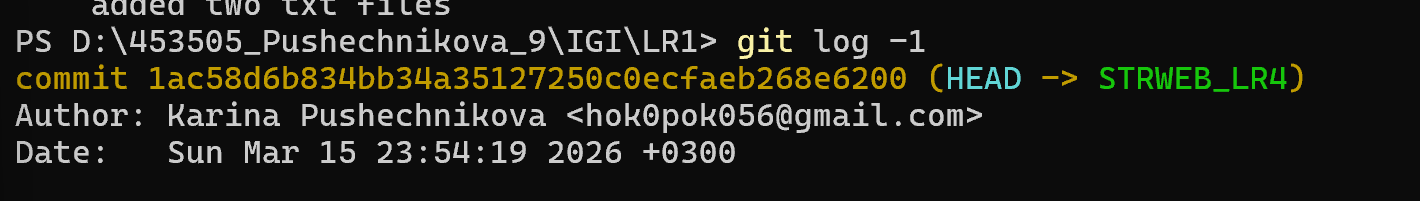 added two txt files
PS D:\453505_Pushechnikova_9\IGI\LR1> git log -1
commit 1ac58d6b834bb34a35127250c0ecfaeb268e6200 (HEAD -> STRWEB_LR4)
Author: Karina Pushechnikova <hok0pok056@gmail.com>
Date:   Sun Mar 15 23:54:19 2026 +0300